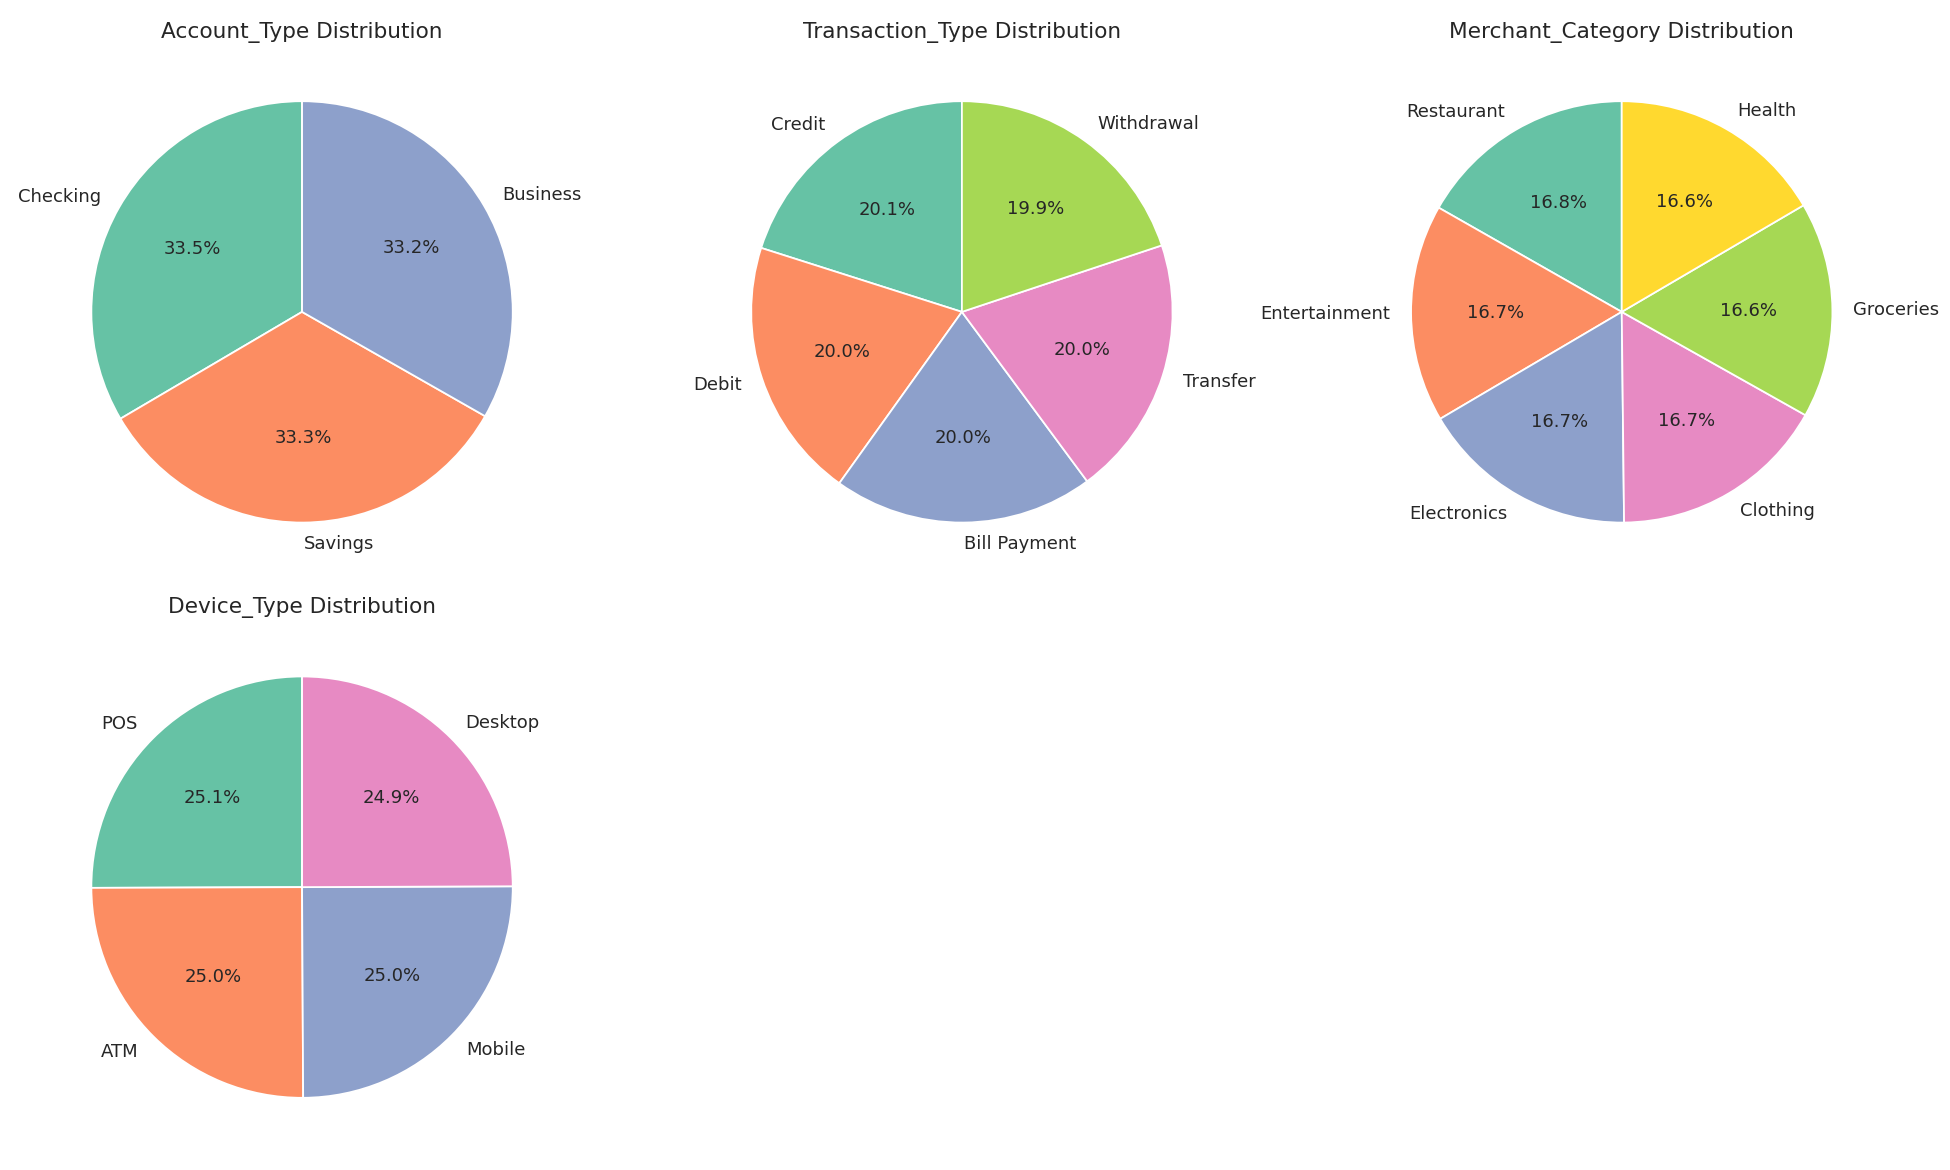 Account_Type Distribution
Checking
33.5%
Business
33.2%
33.3%
Savings
Transaction_Type Distribution
Credit
Withdrawal
20.1%
19.9%
20.0%
20.0%
Debit
Transfer
20.0%
Bill Payment
Merchant_Category Distribution
Restaurant
Health
16.8%
16.6%
Entertainment
16.7%
16.6%
Groceries
16.7%
16.7%
Electronics
Clothing
Device_Type Distribution
POS
Desktop
25.1%
24.9%
25.0%
25.0%
ATM
Mobile